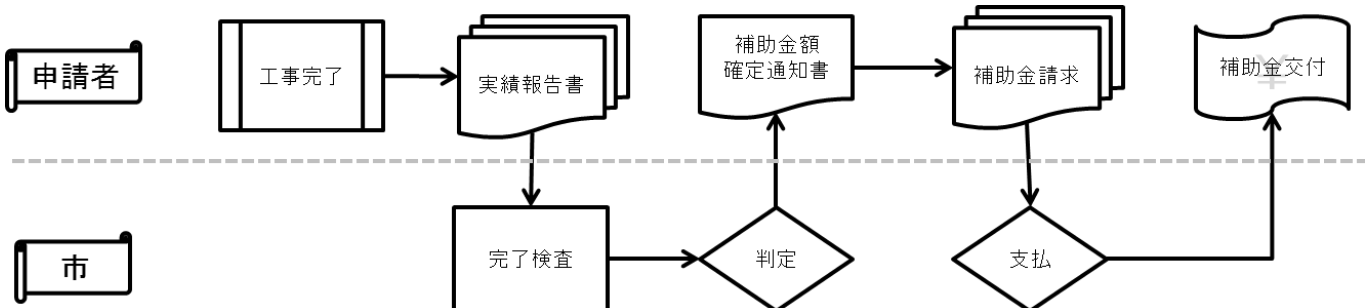 申請者
工事完了
実績報告書
補助金額
確定通知書
補助金請求
¥
補助金交付
市
完了検査
判定
支払